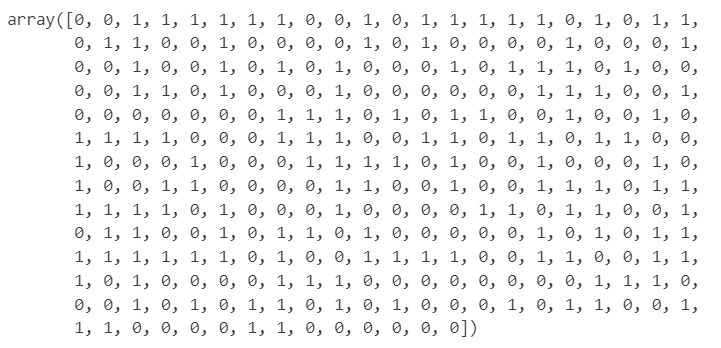 array([0, 0, 1, 1, 1, 1, 1, 1, 0, 0, 1, 0, 1, 1, 1, 1, 1, 0, 1, 0, 1, 1,
0, 1, 1, 0, 0, 1, 0, 0, 0, 0, 1, 0, 1, 0, 0, 0, 0, 1, 0, 0, 0, 1,
0, 0, 1, 0, 0, 1, 0, 1, 0, 1, 0, 0, 0, 1, 0, 1, 1, 1, 0, 1, 0, 0,
0, 0, 1, 1, 0, 1, 0, 0, 0, 1, 0, 0, 0, 0, 0, 0, 1, 1, 1, 0, 0, 1,
0, 0, 0, 0, 0, 0, 0, 1, 1, 1, 0, 1, 0, 1, 1, 0, 0, 1, 0, 0, 1, 0,
1, 1, 1, 1, 0, 0, 0, 1, 1, 1, 0, 0, 1, 1, 0, 1, 1, 0, 1, 1, 0, 0,
1, 0, 0, 0, 1, 0, 0, 0, 1, 1, 1, 1, 0, 1, 0, 0, 1, 0, 0, 0, 1, 0,
1, 0, 0, 1, 1, 0, 0, 0, 0, 1, 1, 0, 0, 1, 0, 0, 1, 1, 1, 0, 1, 1,
1, 1, 1, 1, 0, 1, 0, 0, 0, 1, 0, 0, 0, 0, 1, 1, 0, 1, 1, 0, 0, 1,
0, 1, 1, 0, 0, 1, 0, 1, 1, 0, 1, 0, 0, 0, 0, 0, 1, 0, 1, 0, 1, 1,
1, 1, 1, 1, 1, 1, 0, 1, 0, 0, 1, 1, 1, 1, 0, 0, 1, 1, 0, 0, 1, 1,
1, 0, 1, 0, 0, 0, 0, 1, 1, 1, 0, 0, 0, 0, 0, 0, 0, 0, 1, 1, 1, 0,
0, 0, 1, 0, 1, 0, 1, 1, 0, 1, 0, 1, 0, 0, 0, 1, 0, 1, 1, 0, 0, 1,
1, 1, 0, 0, 0, 0, 1, 1, 0, 0, 0, 0, 0, 0])